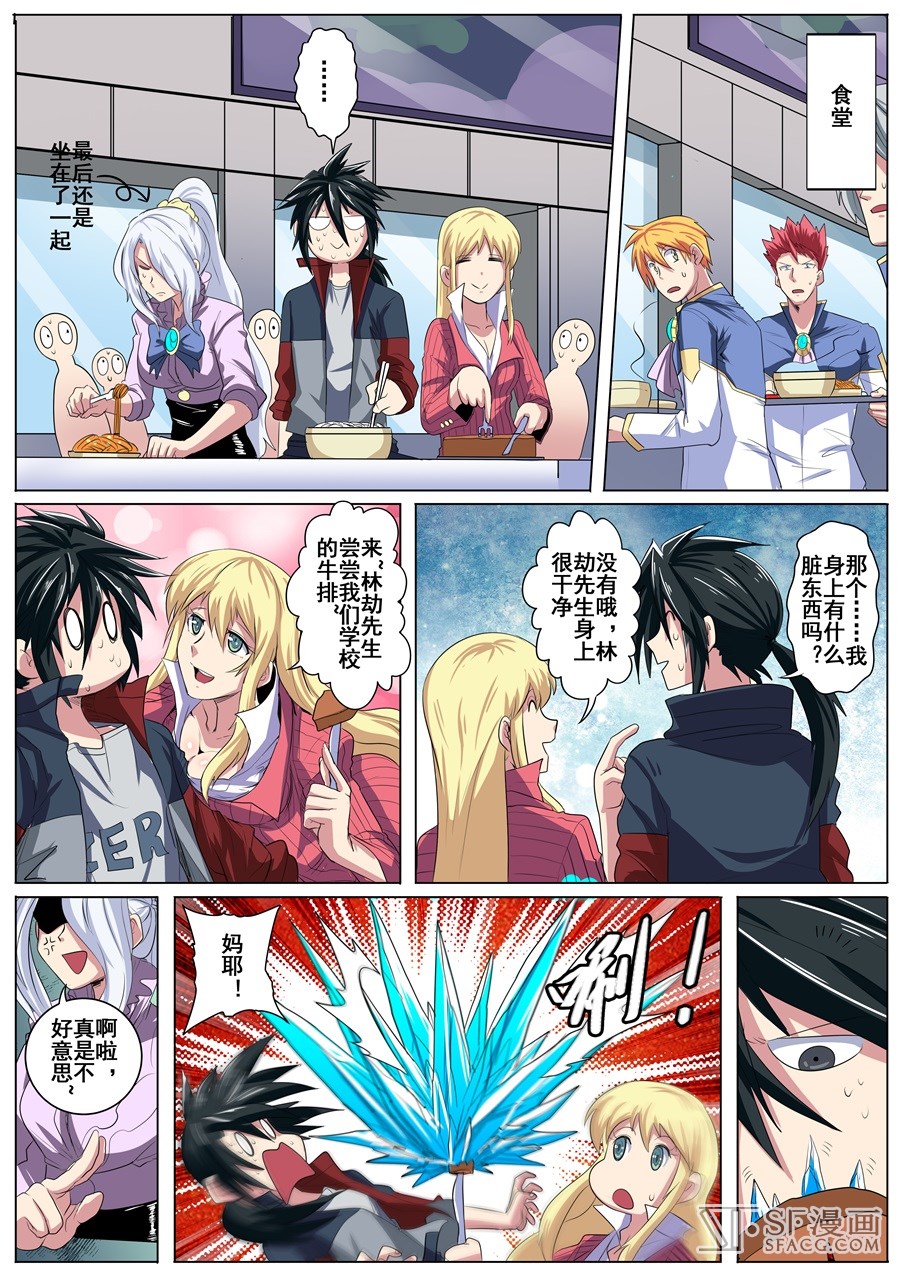 食堂
……
最后还是
坐在了一起
那个……我
身上有什么
脏东西吗？
没有哦，林
劫先生身上
很干净
来~林劫先生
尝尝我们学校
的牛排~
CER
唰！
妈耶！
啊啦，
真是不
好意思~
SF漫画
SFACG.COM